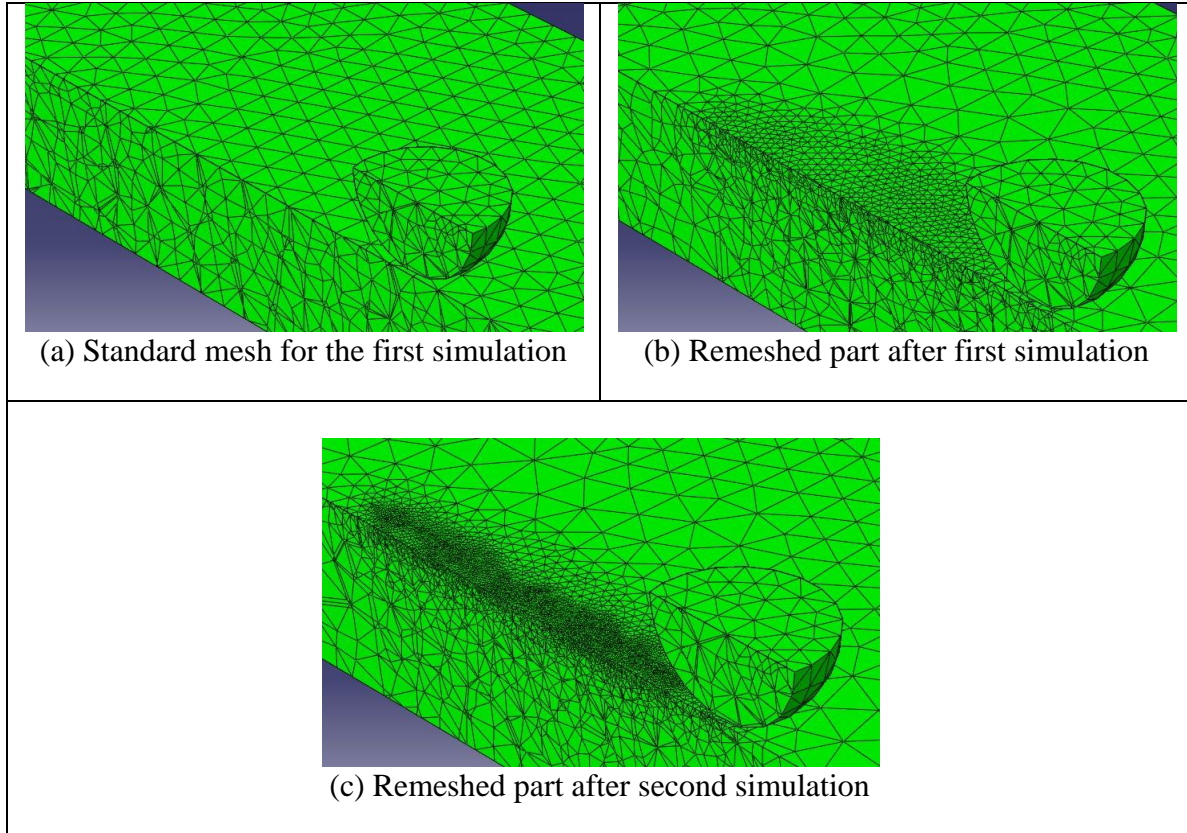 (a) Standard mesh for the first simulation
(b) Remeshed part after first simulation
(c) Remeshed part after second simulation